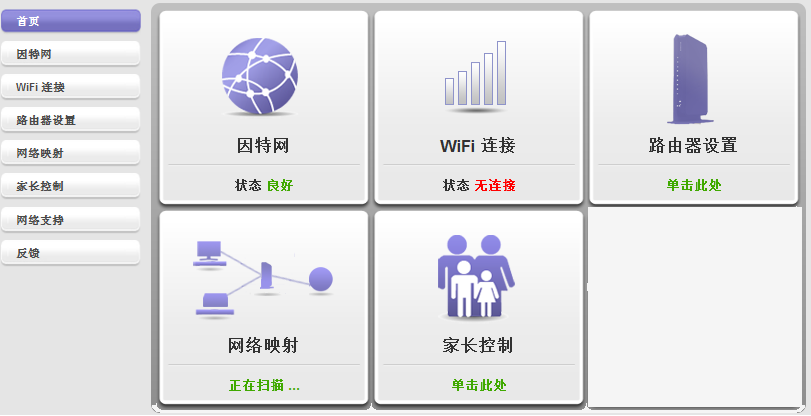 首页
因特网
WiFi 连接
路由器设置
网络映射
家长控制
网络支持
反馈
因特网
状态 良好
WiFi 连接
状态 无连接
路由器设置
单击此处
网络映射
正在扫描 ...
家长控制
单击此处